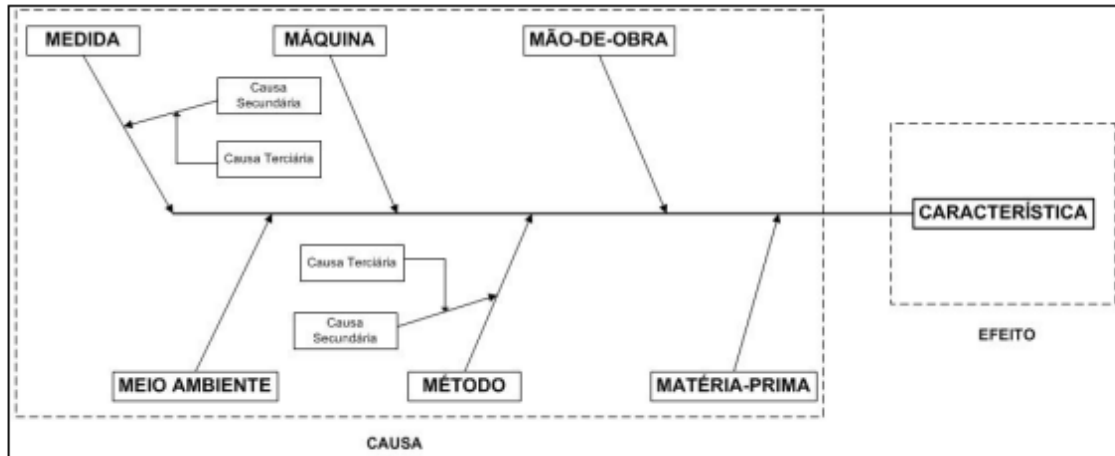 MEDIDA
MÁQUINA
MÃO-DE-OBRA
Causa
Secundária
Causa Terciária
CARACTERÍSTICA
Causa Terciária
Causa
Secundária
EFEITO
MEIO AMBIENTE
MÉTODO
MATÉRIA-PRIMA
CAUSA